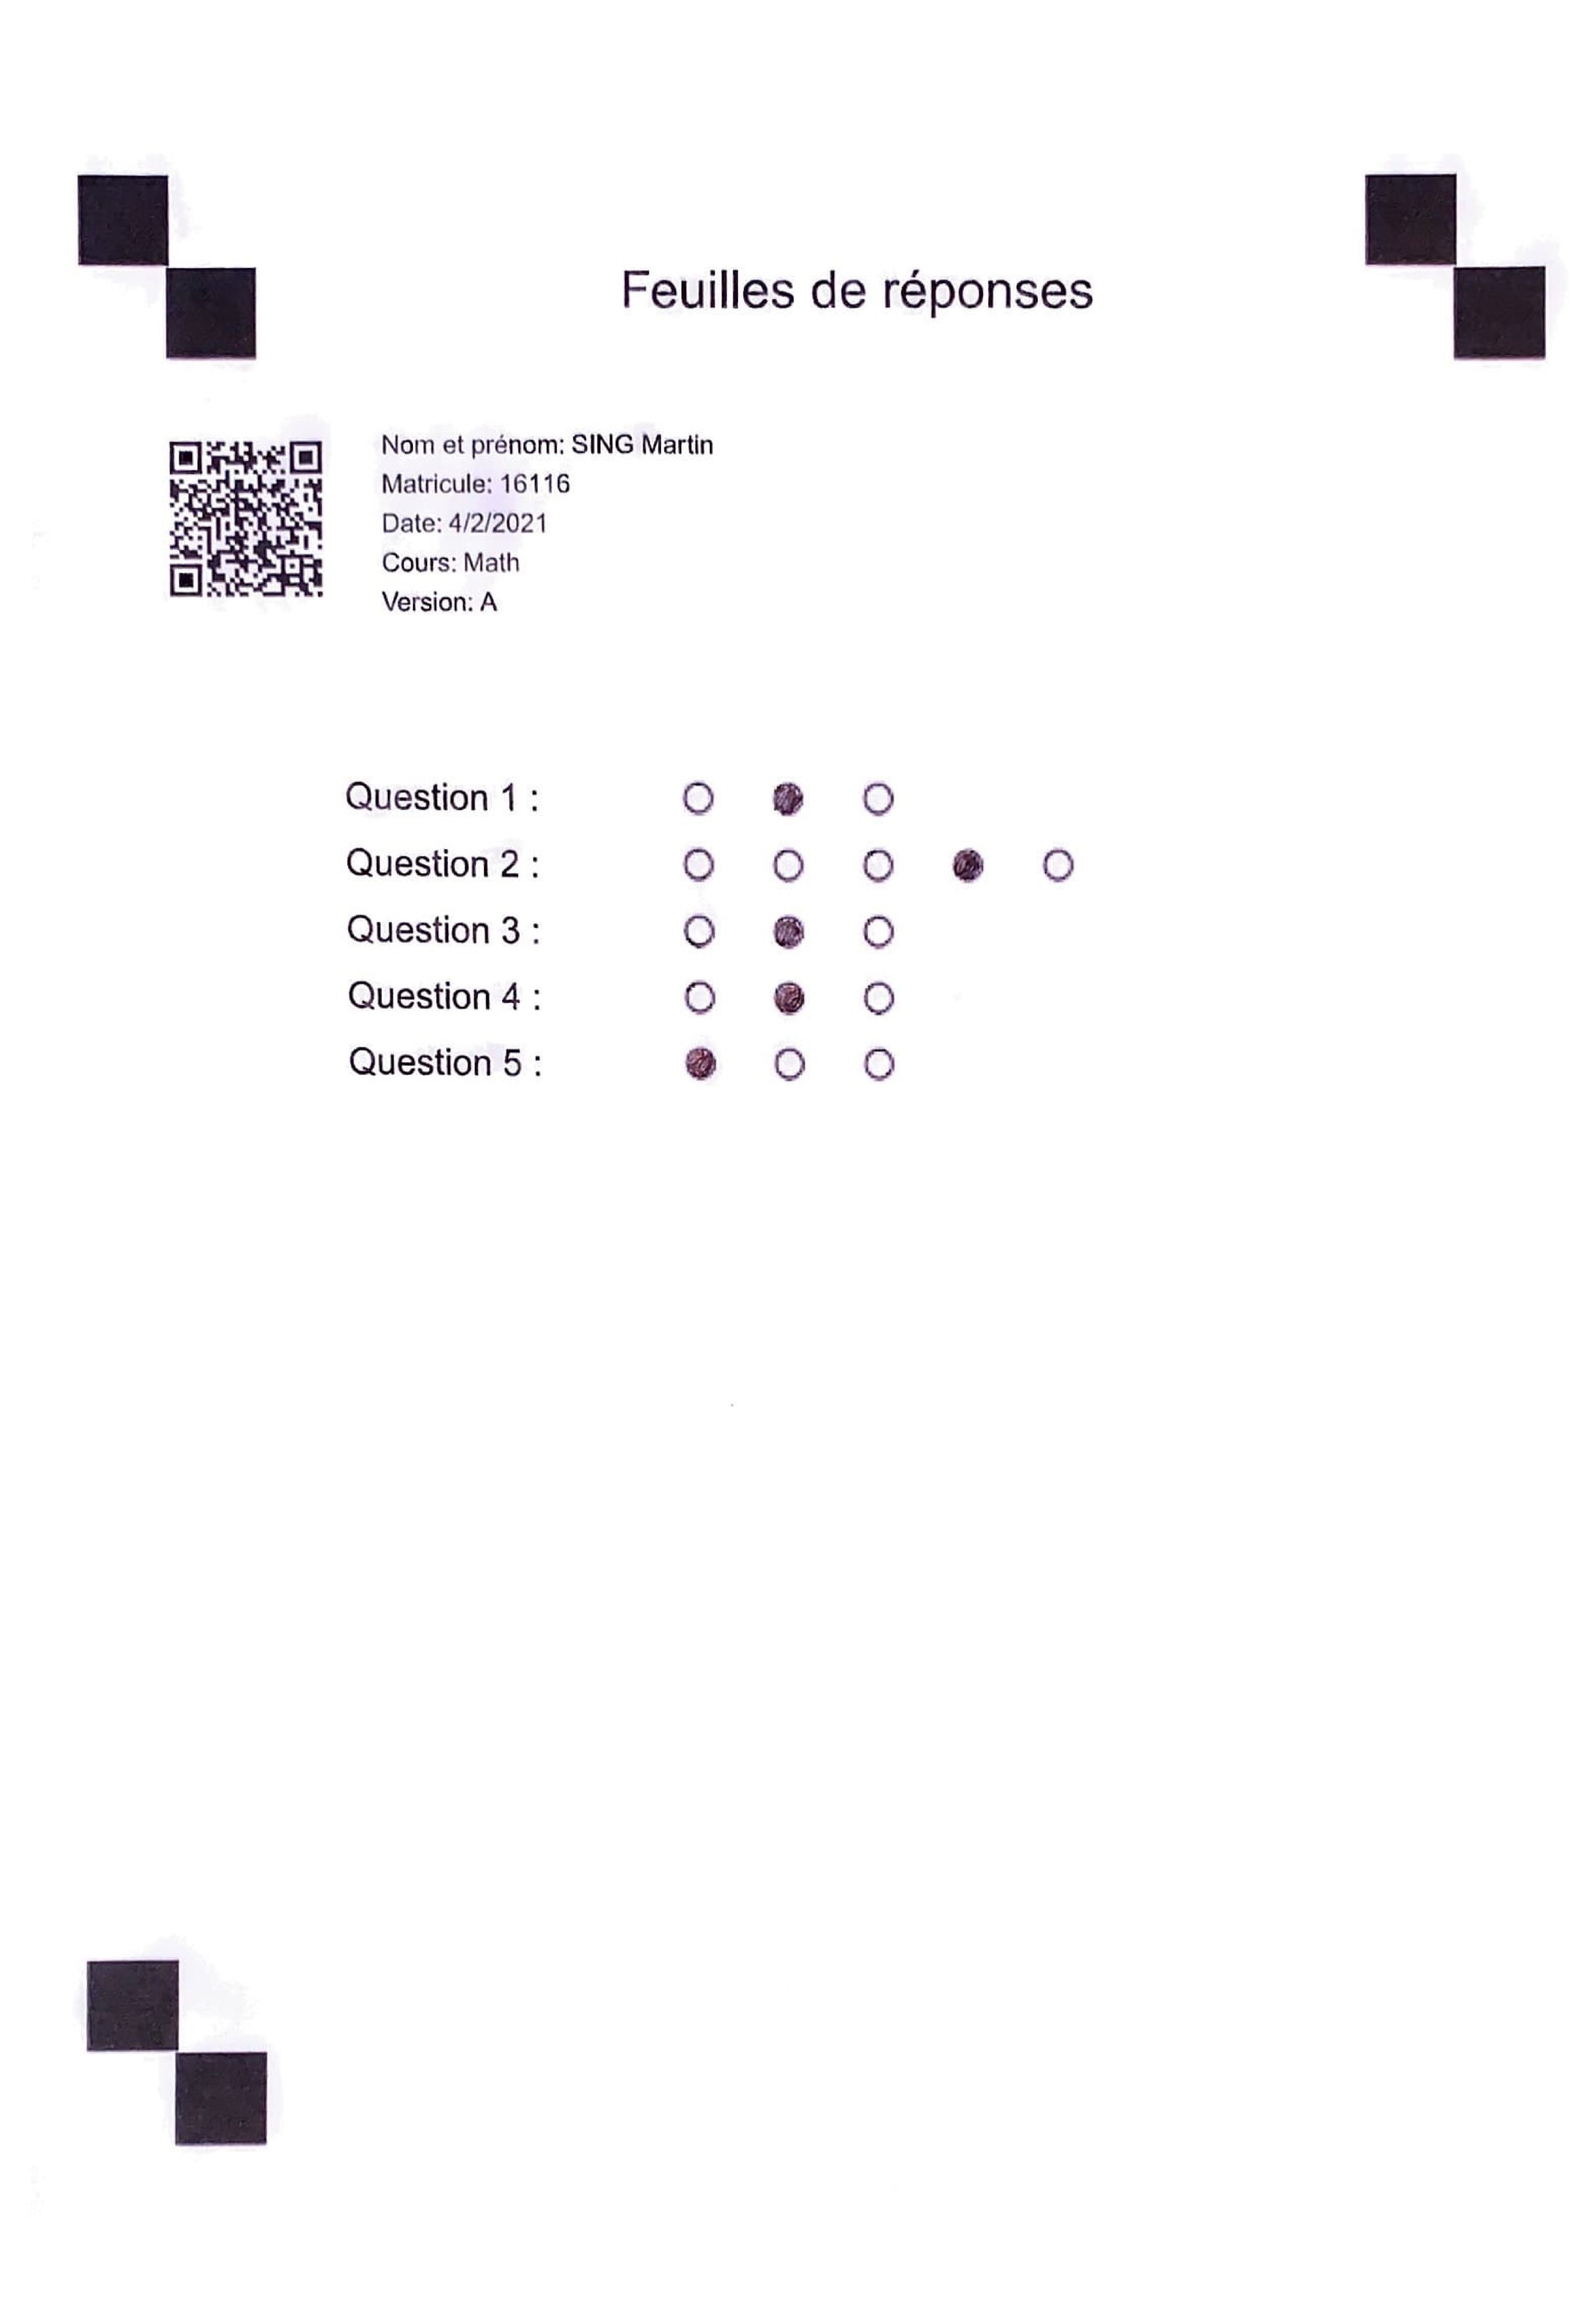 Feuilles de réponses
Nom et prénom: SING Martin
Matricule: 16116
Date: 4/2/2021
Cours: Math
Version: A
Question 1 :
Question 2 :
Question 3 :
Question 4 :
Question 5 :